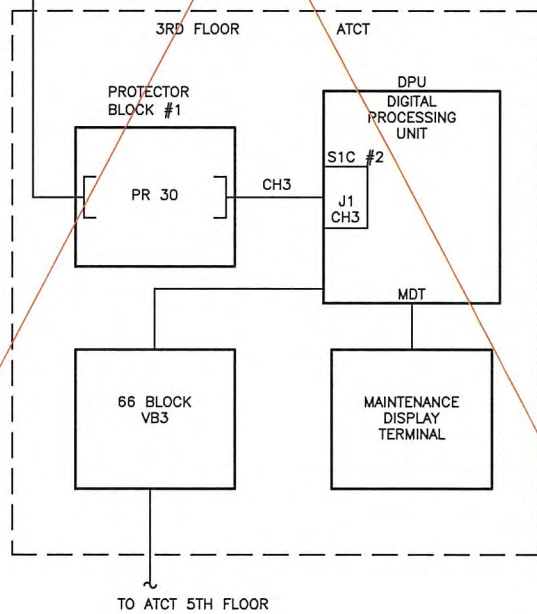 3RD FLOOR ATCT
PROTECTOR
BLOCK #1
PR 30
CH3
DPU
DIGITAL
PROCESSING
UNIT
S1C #2
J1
CH3
MDT
66 BLOCK
VB3
MAINTENANCE
DISPLAY
TERMINAL
TO ATCT 5TH FLOOR